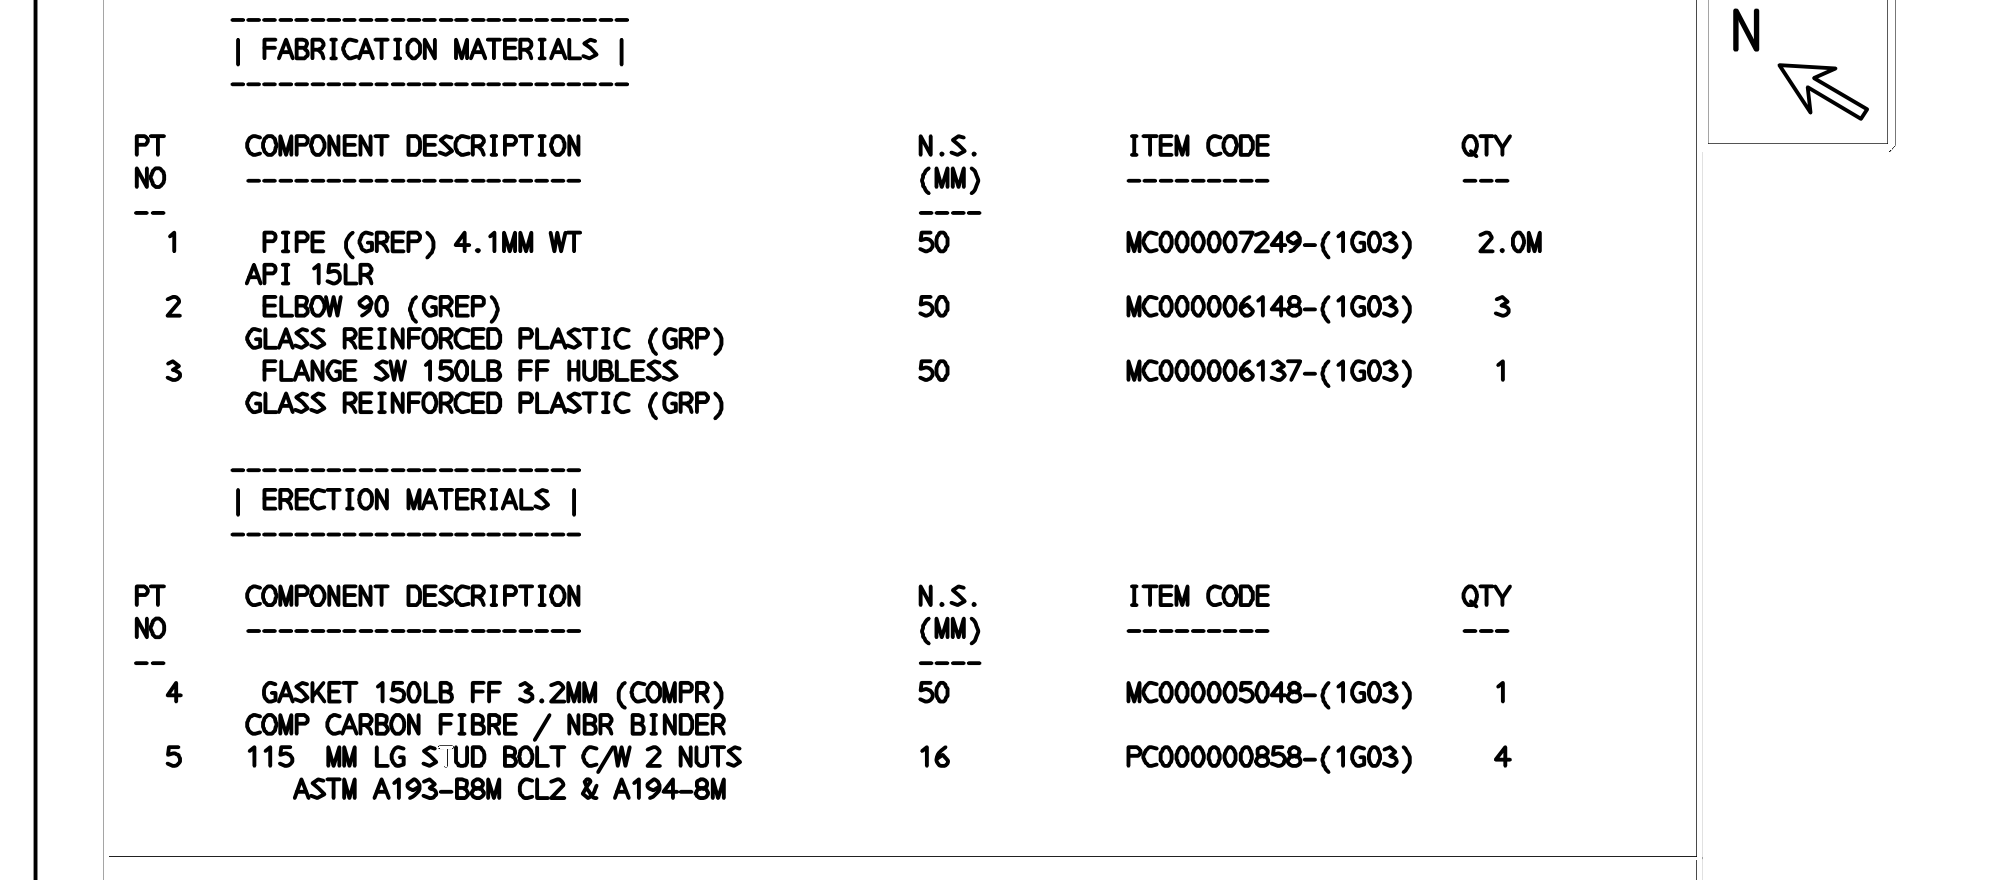 ------------------------- 
| FABRICATION MATERIALS |
-------------------------
N
PT COMPONENT DESCRIPTION N.S. ITEM CODE QTY
NO --------------------- (MM) --------- ---
-- ----
1 PIPE (GREP) 4.1MM WT 50 MC000007249-(1G03) 2.0M
API 15LR
2 ELBOW 90 (GREP) 50 MC000006148-(1G03) 3
GLASS REINFORCED PLASTIC (GRP)
3 FLANGE SW 150LB FF HUBLESS 50 MC000006137-(1G03) 1
GLASS REINFORCED PLASTIC (GRP)
----------------------
| ERECTION MATERIALS |
----------------------
PT COMPONENT DESCRIPTION N.S. ITEM CODE QTY
NO --------------------- (MM) --------- ---
-- ----
4 GASKET 150LB FF 3.2MM (COMPR) 50 MC000005048-(1G03) 1
COMP CARBON FIBRE / NBR BINDER
5 115 MM LG STUD BOLT C/W 2 NUTS 16 PC000000858-(1G03) 4
ASTM A193-B8M CL2 & A194-8M